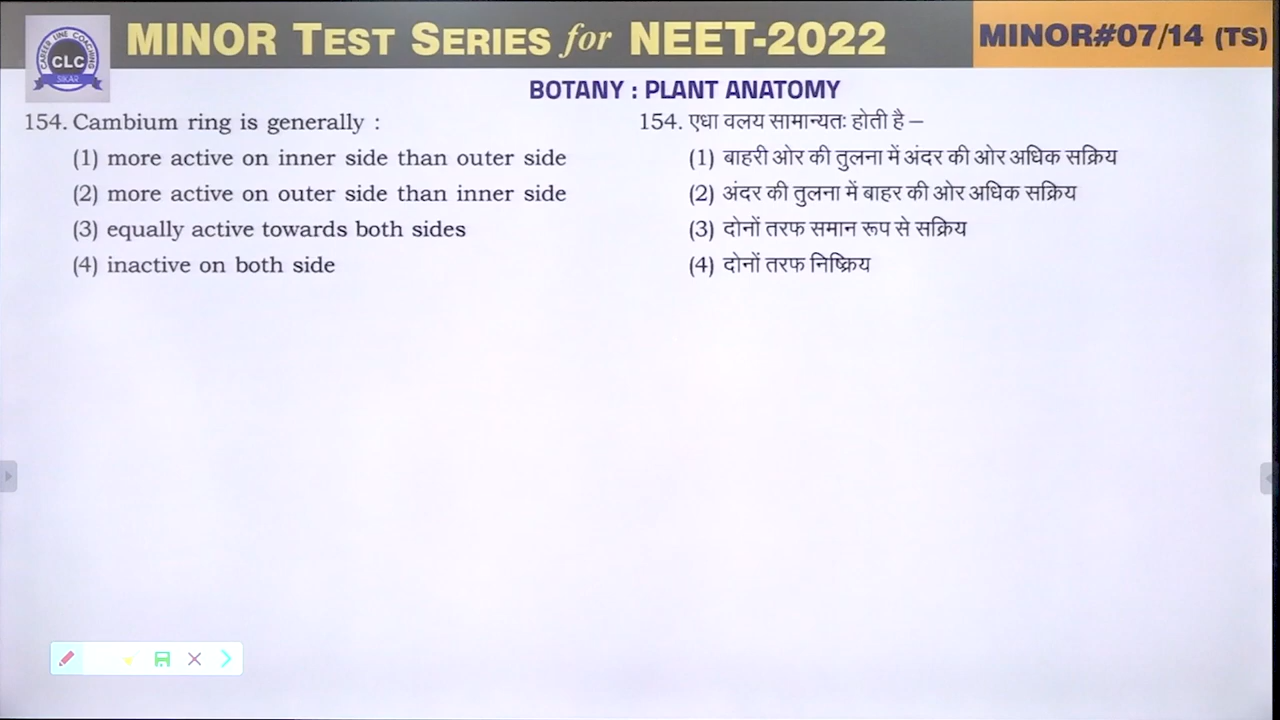 CAREER LINE COACHING
CLC
SIKAR
MINOR TEST SERIES for NEET-2022
MINOR#07/14 (TS)
BOTANY : PLANT ANATOMY
154. Cambium ring is generally :
(1) more active on inner side than outer side
(2) more active on outer side than inner side
(3) equally active towards both sides
(4) inactive on both side
154. एधा वलय सामान्यतः होती है –
(1) बाहरी ओर की तुलना में अंदर की ओर अधिक सक्रिय
(2) अंदर की तुलना में बाहर की ओर अधिक सक्रिय
(3) दोनों तरफ समान रूप से सक्रिय
(4) दोनों तरफ निष्क्रिय